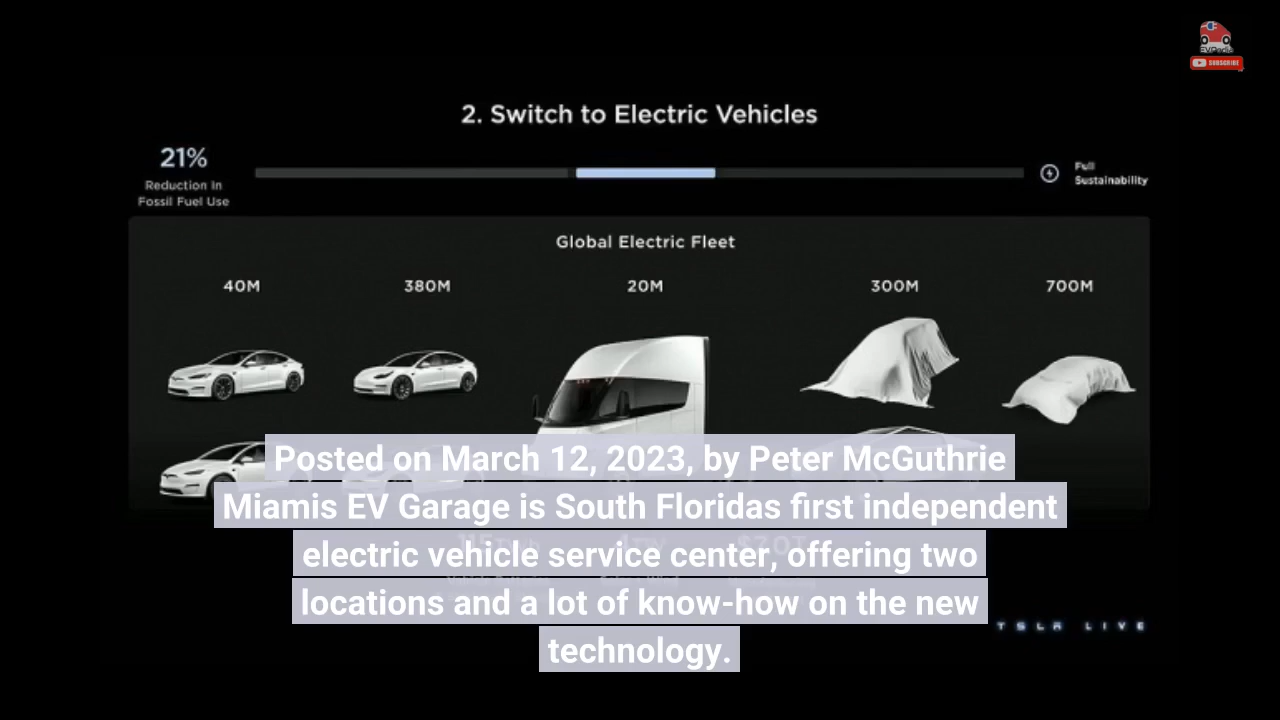 SUBSCRIBE
2. Switch to Electric Vehicles
21%
Reduction In
Fossil Fuel Use
Full
Sustainability
Global Electric Fleet
40M 380M 20M 300M 700M
Posted on March 12, 2023, by Peter McGuthrie
Miamis EV Garage is South Floridas first independent
electric vehicle service center, offering two
locations and a lot of know-how on the new
technology.
TSLA LIVE